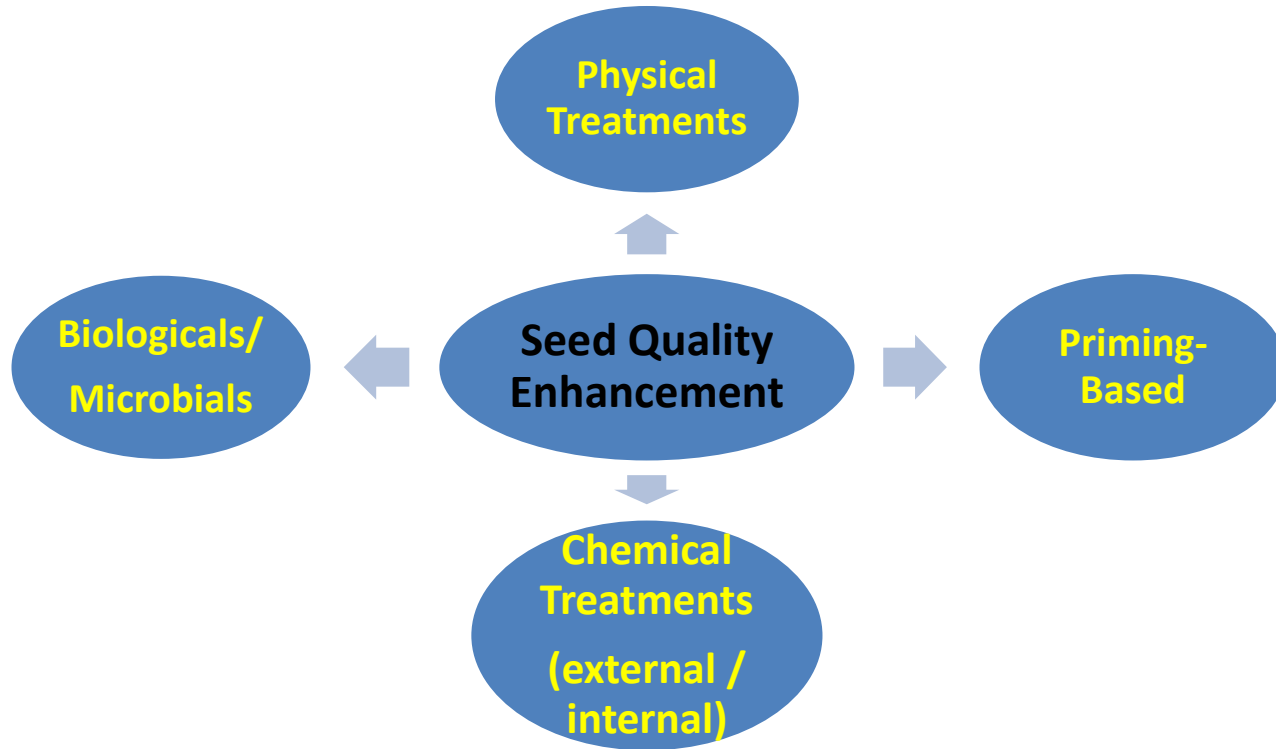 Physical
Treatments
Biologicals/
Microbials
Seed Quality
Enhancement
Priming-
Based
Chemical
Treatments
(external /
internal)